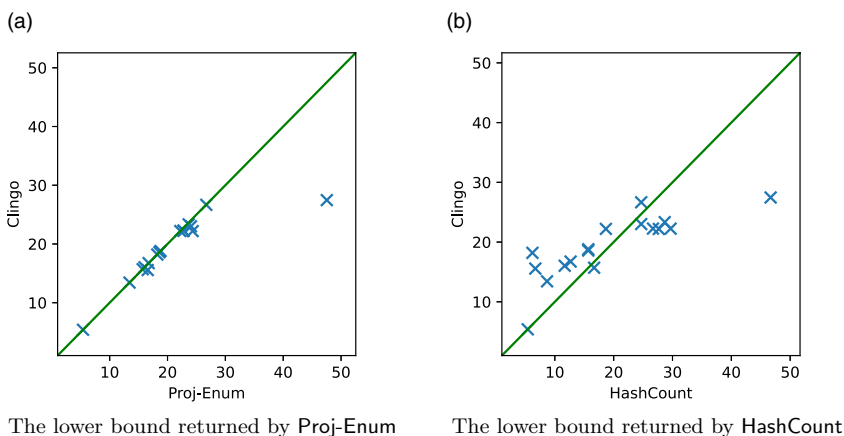 (a)
50
40
30
20
10
Clingo
10 20 30 40 50
Proj-Enum
The lower bound returned by Proj-Enum
(b)
50
40
30
20
10
Clingo
10 20 30 40 50
HashCount
The lower bound returned by HashCount